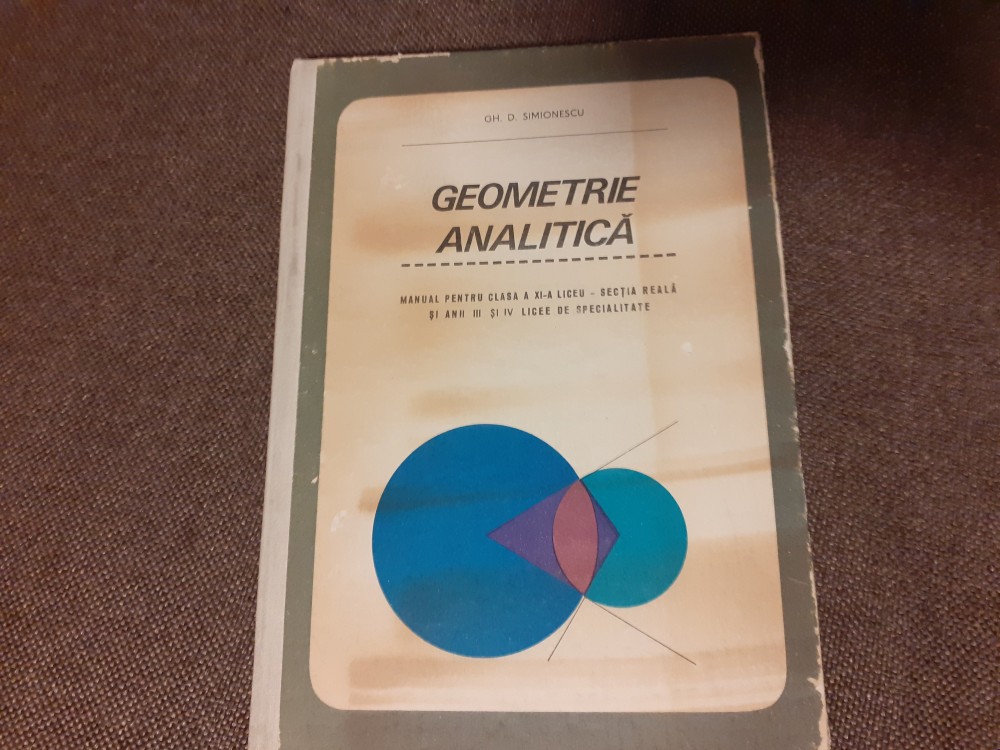 GH. D. SIMIONESCU
GEOMETRIE
ANALITICĂ
MANUAL PENTRU CLASA A XI-A LICEU - SECȚIA REALĂ
ȘI ANII III ȘI IV LICEE DE SPECIALITATE